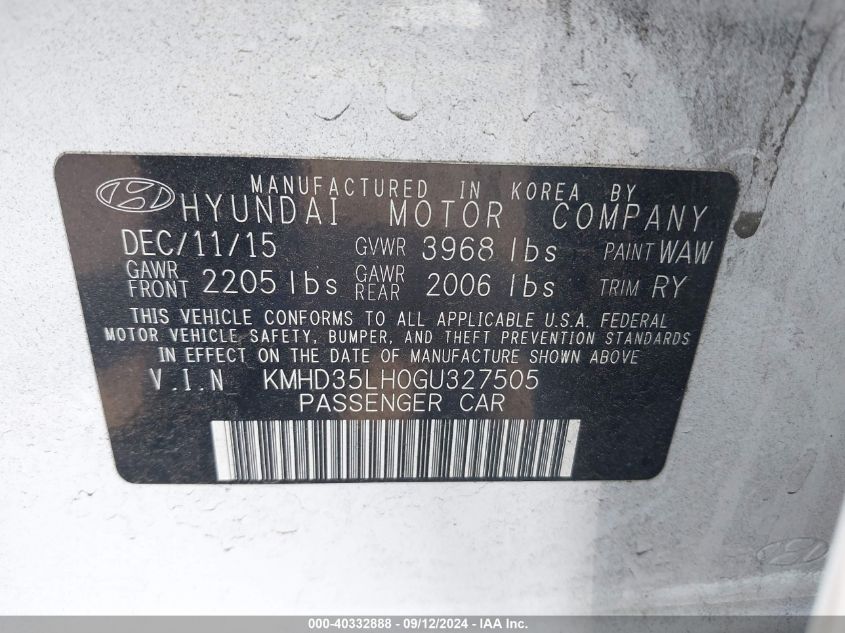 MANUFACTURED IN KOREA BY
HYUNDAI MOTOR COMPANY
DEC/11/15 GVWR 3968 lbs PAINT WAW
GAWR FRONT 2205 lbs GAWR REAR 2006 lbs TRIM RY
THIS VEHICLE CONFORMS TO ALL APPLICABLE U.S.A. FEDERAL
MOTOR VEHICLE SAFETY, BUMPER, AND THEFT PREVENTION STANDARDS
IN EFFECT ON THE DATE OF MANUFACTURE SHOWN ABOVE
V.I.N KMHD35LH0GU327505
PASSENGER CAR
000-40332888 - 09/12/2024 - IAA Inc.